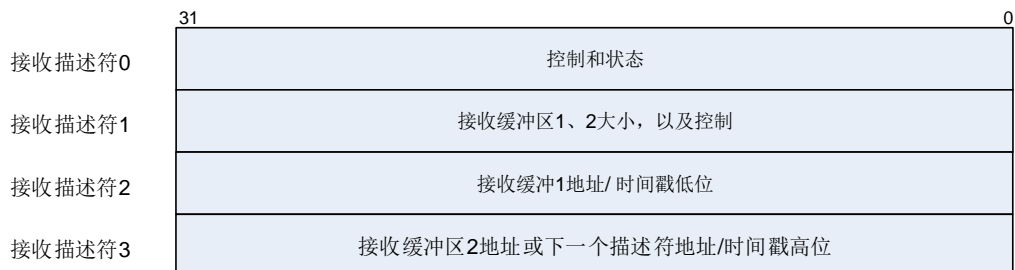 31 0
接收描述符0 控制和状态
接收描述符1 接收缓冲区1、2大小，以及控制
接收描述符2 接收缓冲1地址/ 时间戳低位
接收描述符3 接收缓冲区2地址或下一个描述符地址/时间戳高位